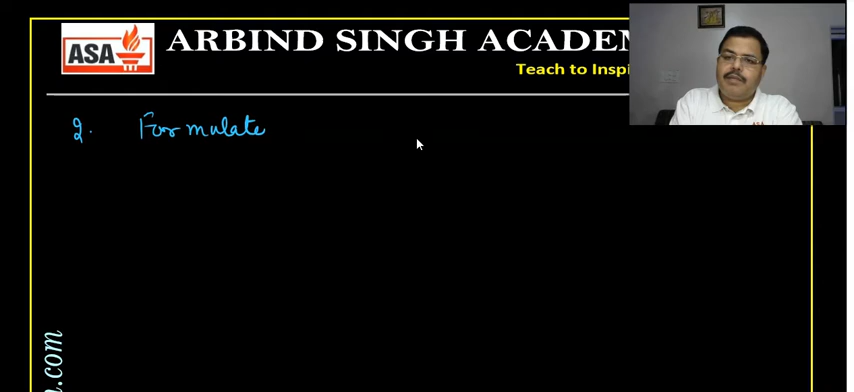 ASA
ARBIND SINGH ACADEM
Teach to Inspi
2. Formulate
.com